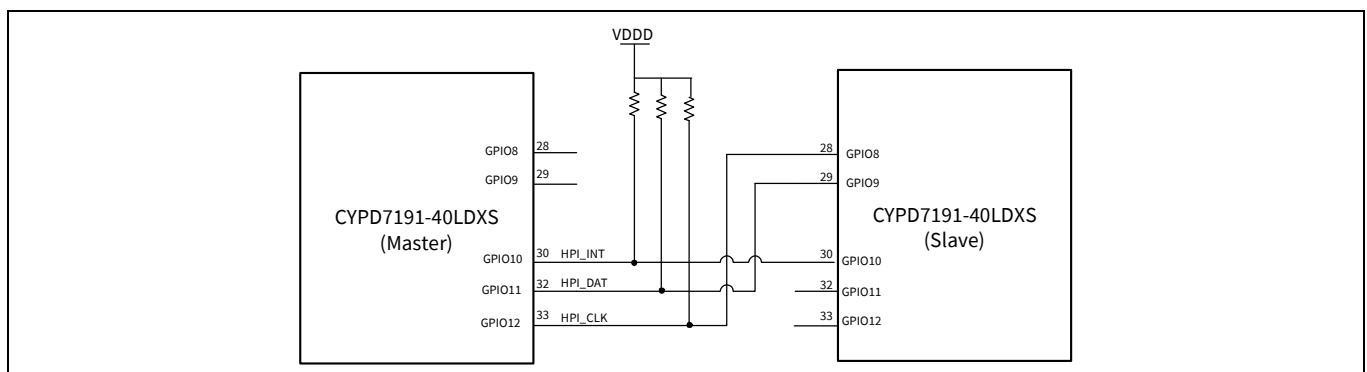 VDDD
GPIO8 28
GPIO9 29
CYPD7191-40LDXS
(Master)
GPIO10 30 HPI_INT
GPIO11 32 HPI_DAT
GPIO12 33 HPI_CLK
28 GPIO8
29 GPIO9
CYPD7191-40LDXS
(Slave)
30 GPIO10
32 GPIO11
33 GPIO12